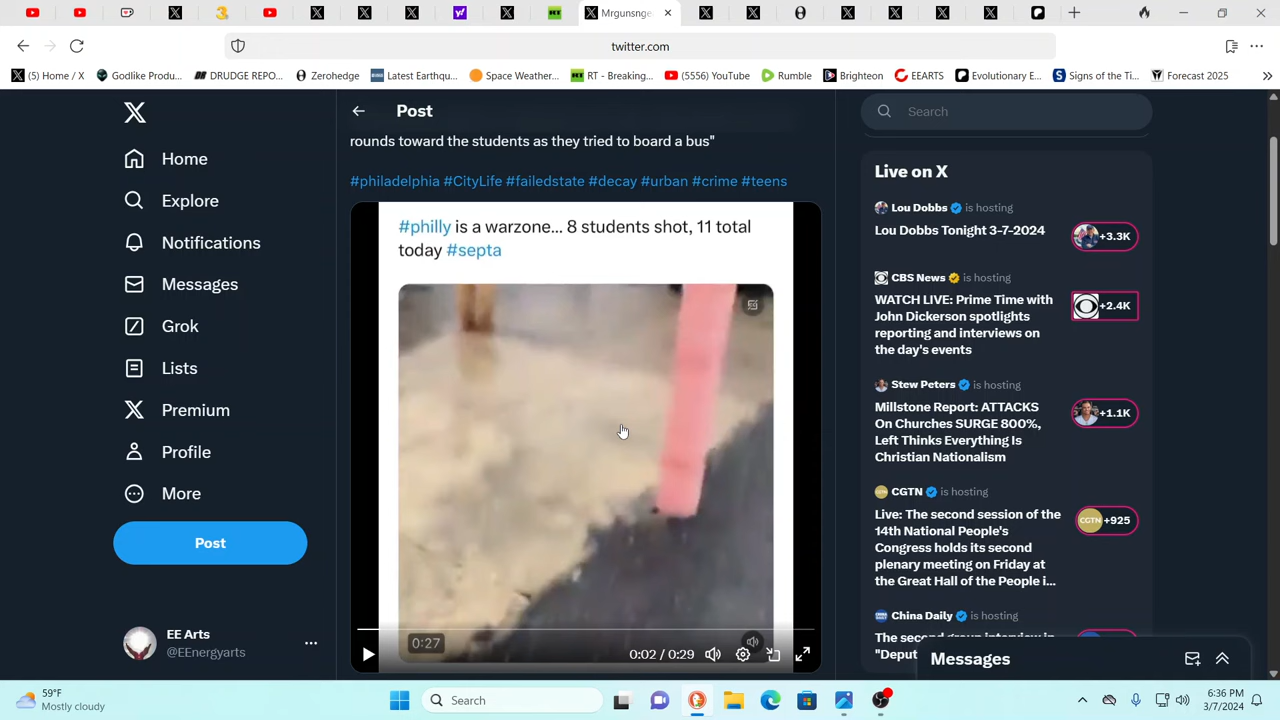 Mrgunsnge
twitter.com
(5) Home / X
Godlike Produ...
DRUDGE REPO...
Zerohedge
Latest Earthqu...
Space Weather...
RT - Breaking...
(5556) YouTube
Rumble
Brighteon
EEARTS
Evolutionary E...
Signs of the Ti...
Forecast 2025
Home
Explore
Notifications
Messages
Grok
Lists
Premium
Profile
More
Post
EE Arts
@EEnergyarts
Post
rounds toward the students as they tried to board a bus"
#philadelphia #CityLife #failedstate #decay #urban #crime #teens
#philly is a warzone... 8 students shot, 11 total
today #septa
0:27
0:02 / 0:29
Search
Live on X
Lou Dobbs is hosting
Lou Dobbs Tonight 3-7-2024
+3.3K
CBS News is hosting
WATCH LIVE: Prime Time with
John Dickerson spotlights
reporting and interviews on
the day's events
+2.4K
Stew Peters is hosting
Millstone Report: ATTACKS
On Churches SURGE 800%,
Left Thinks Everything Is
Christian Nationalism
+1.1K
CGTN is hosting
Live: The second session of the
14th National People's
Congress holds its second
plenary meeting on Friday at
the Great Hall of the People i...
CGTN
+925
China Daily is hosting
The second group interview in
"Deput
Messages
59°F
Mostly cloudy
Search
6:36 PM
3/7/2024